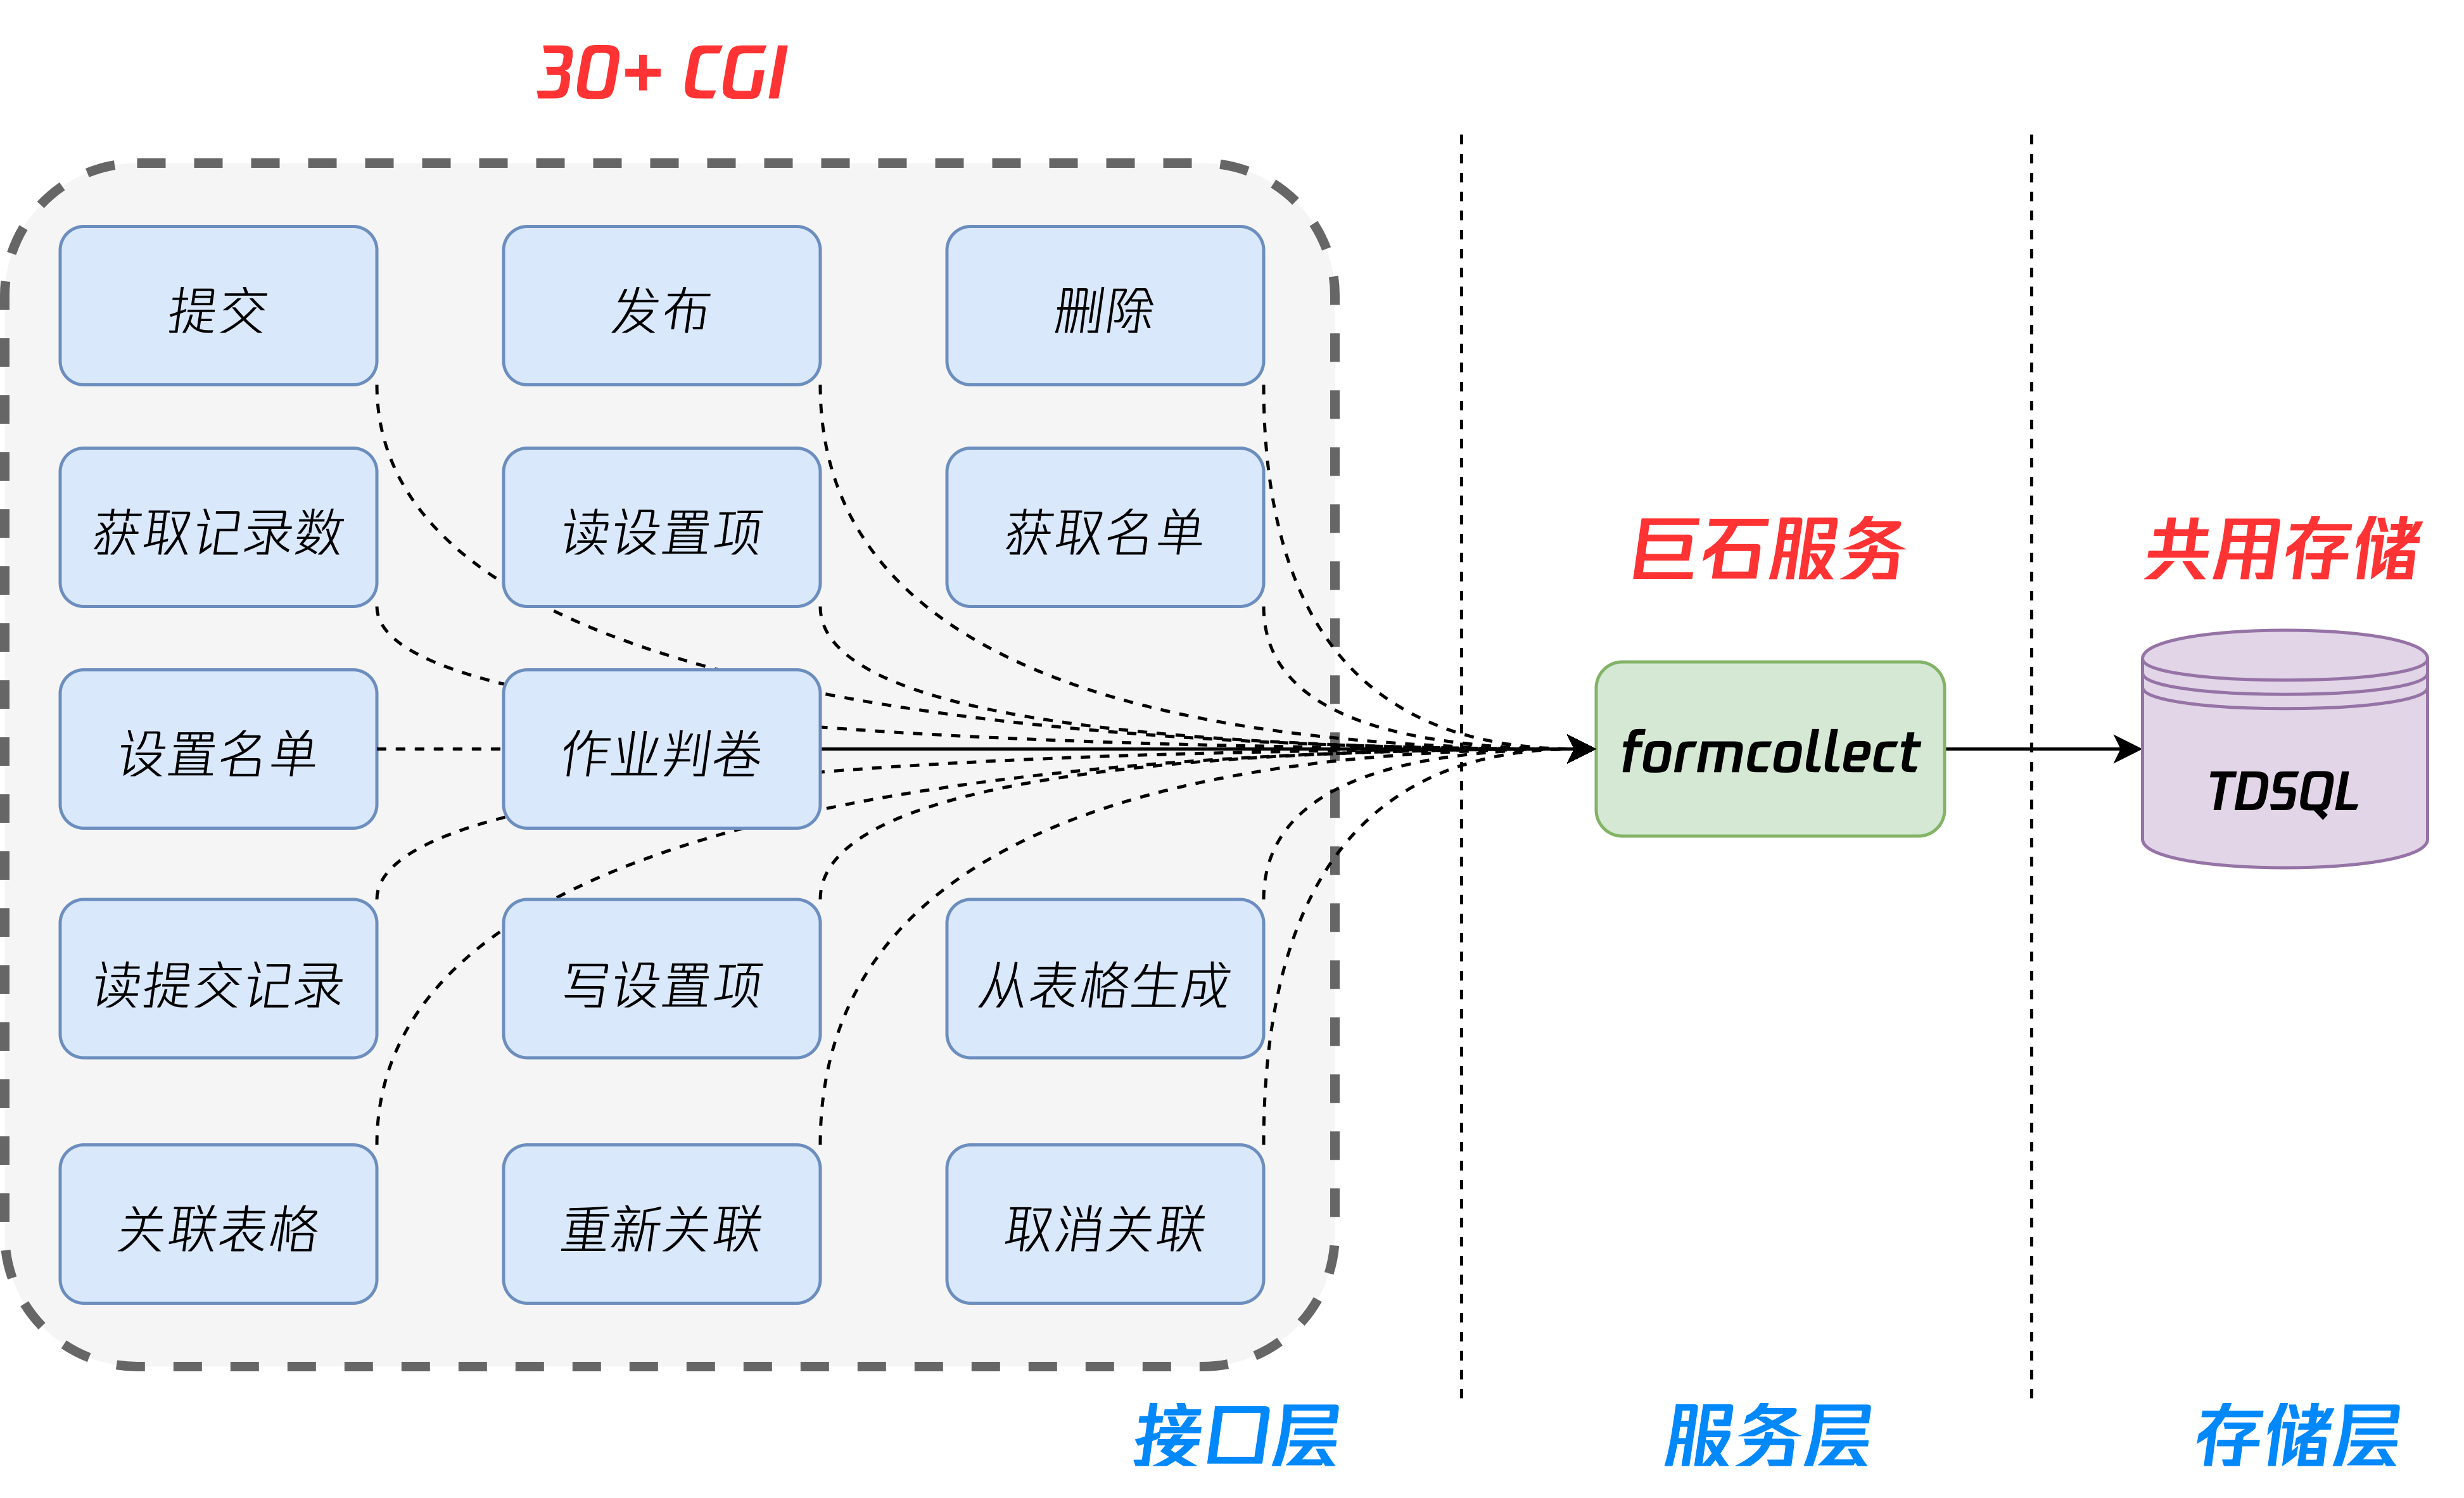 30+ CGI
提交
发布
删除
获取记录数
读设置项
获取名单
设置名单
作业判卷
读提交记录
写设置项
从表格生成
关联表格
重新关联
取消关联
接口层
巨石服务
formcollect
服务层
共用存储
TDSQL
存储层